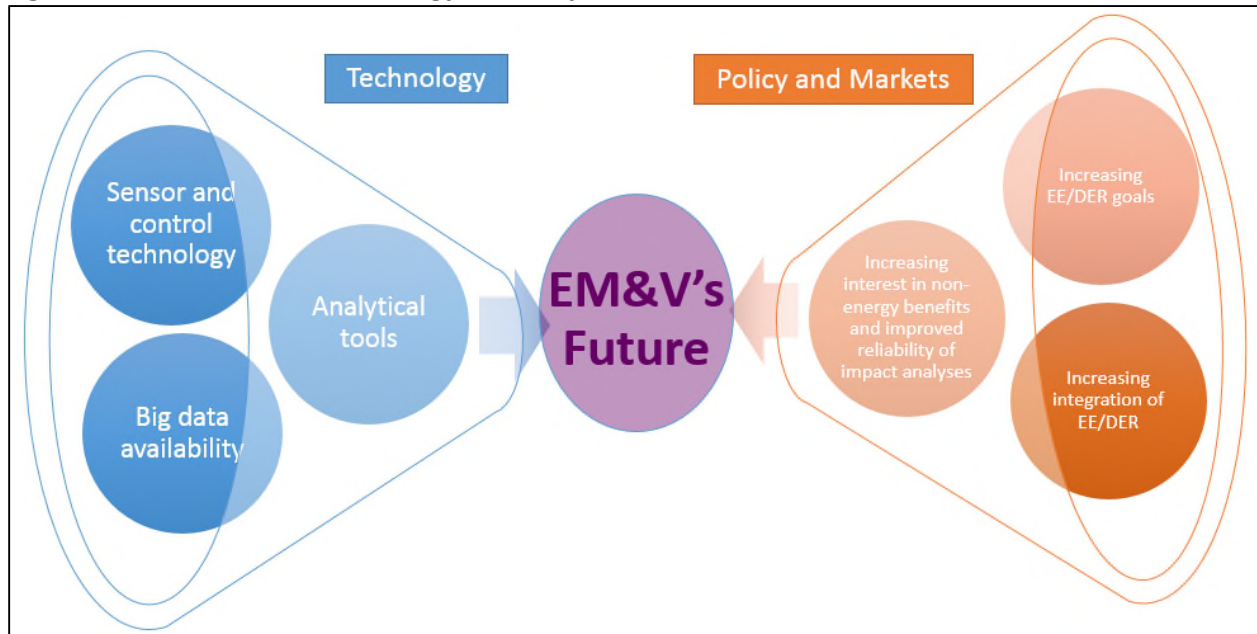 Technology
Policy and Markets
Sensor and
control
technology
Big data
availability
Analytical
tools
EM&V's
Future
Increasing
interest in non-
energy benefits
and improved
reliability of
impact analyses
Increasing
EE/DER goals
Increasing
integration of
EE/DER